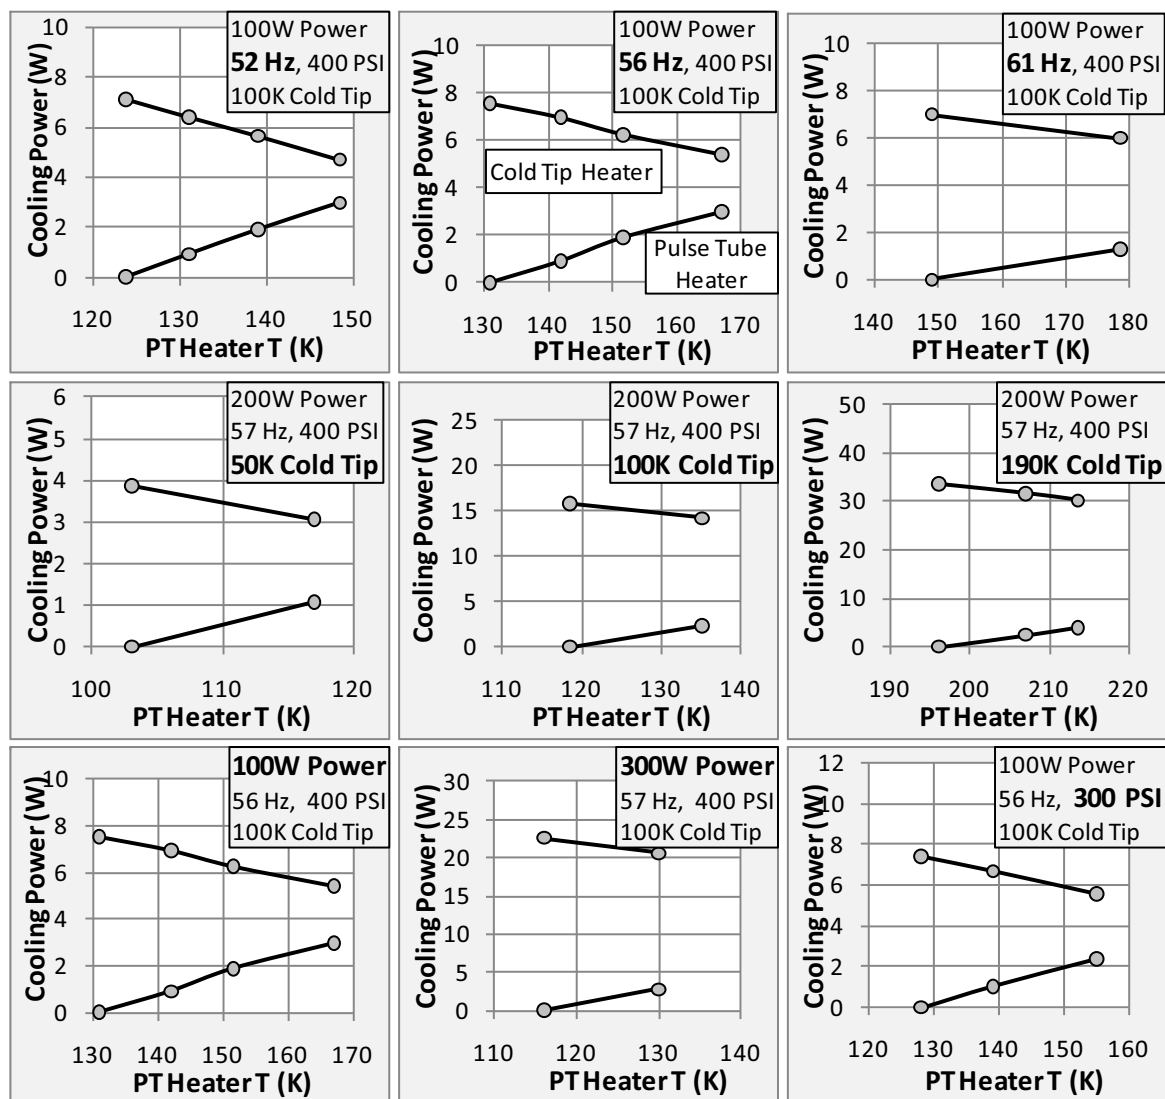 100W Power
52 Hz, 400 PSI
100K Cold Tip
Cooling Power (W)
10
8
6
4
2
0
120 130 140 150
PT Heater T (K)
100W Power
56 Hz, 400 PSI
100K Cold Tip
Cooling Power (W)
10
8
6
4
2
0
Cold Tip Heater
Pulse Tube
Heater
130 140 150 160 170
PT Heater T (K)
100W Power
61 Hz, 400 PSI
100K Cold Tip
Cooling Power (W)
10
8
6
4
2
0
140 150 160 170 180
PT Heater T (K)
200W Power
57 Hz, 400 PSI
50K Cold Tip
Cooling Power (W)
6
5
4
3
2
1
0
100 110 120
PT Heater T (K)
200W Power
57 Hz, 400 PSI
100K Cold Tip
Cooling Power (W)
25
20
15
10
5
0
110 120 130 140
PT Heater T (K)
200W Power
57 Hz, 400 PSI
190K Cold Tip
Cooling Power (W)
50
40
30
20
10
0
190 200 210 220
PT Heater T (K)
100W Power
56 Hz, 400 PSI
100K Cold Tip
Cooling Power (W)
10
8
6
4
2
0
130 140 150 160 170
PT Heater T (K)
300W Power
57 Hz, 400 PSI
100K Cold Tip
Cooling Power (W)
30
25
20
15
10
5
0
110 120 130 140
PT Heater T (K)
100W Power
56 Hz, 300 PSI
100K Cold Tip
Cooling Power (W)
12
10
8
6
4
2
0
120 130 140 150 160
PT Heater T (K)